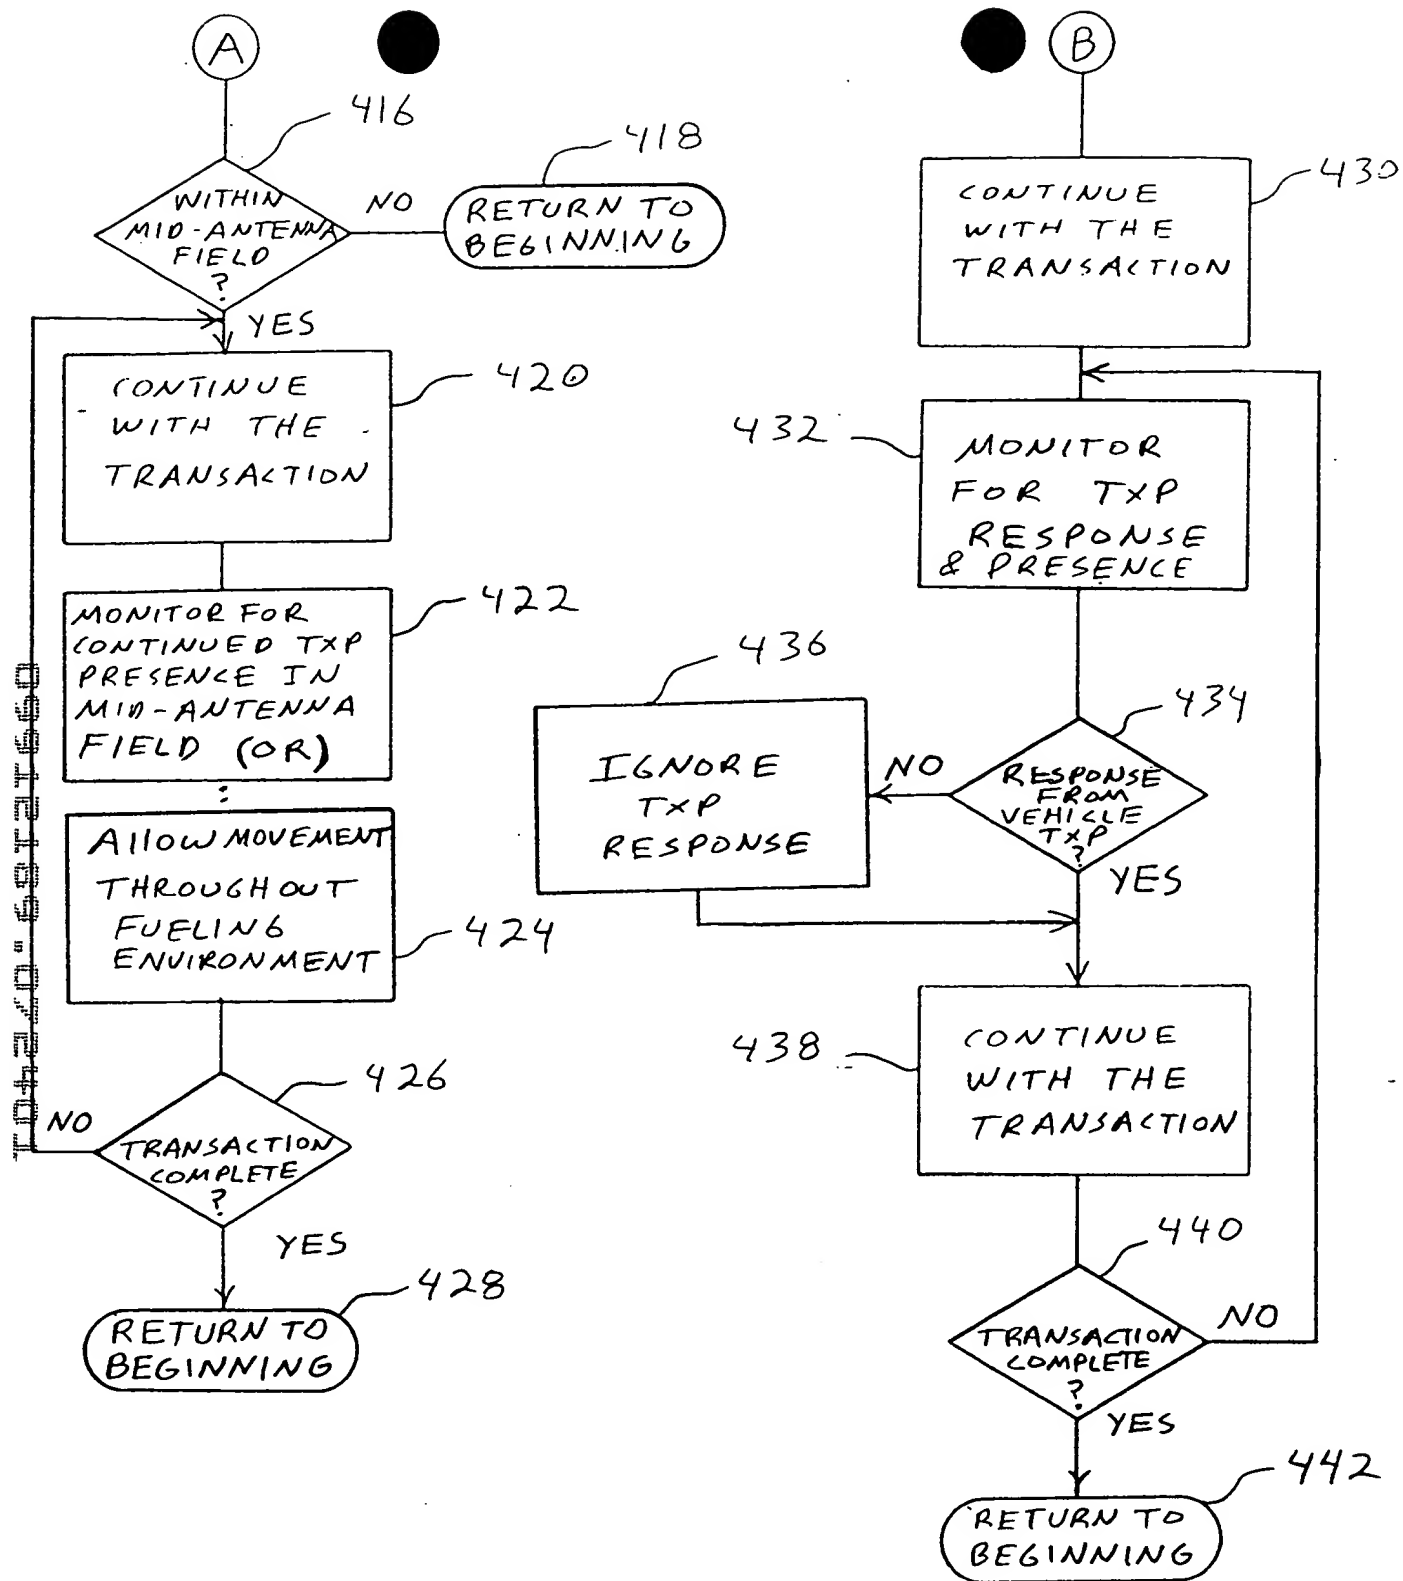 A
416
WITHIN
MID-ANTENNA
FIELD
?
NO
418
RETURN TO
BEGINNING
YES
CONTINUE
WITH THE
TRANSACTION
420
MONITOR FOR
CONTINUED TXP
PRESENCE IN
MID-ANTENNA
FIELD (OR)
422
:
ALLOW MOVEMENT
THROUGHOUT
FUELING
ENVIRONMENT
424
426
TRANSACTION
COMPLETE
?
NO
YES
428
RETURN TO
BEGINNING
B
CONTINUE
WITH THE
TRANSACTION
430
432
MONITOR
FOR TXP
RESPONSE
& PRESENCE
434
RESPONSE
FROM
VEHICLE
TXP
?
NO
436
IGNORE
TXP
RESPONSE
YES
438
CONTINUE
WITH THE
TRANSACTION
440
TRANSACTION
COMPLETE
?
NO
YES
442
RETURN TO
BEGINNING